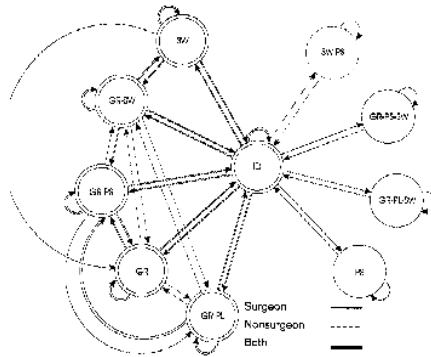 SW
SW-PS
GR-SW
GR-PS-SW
ID
GR-PS
GR-PL-SW
GR
PS
GR-PL
Surgeon
Nonsurgeon
Both